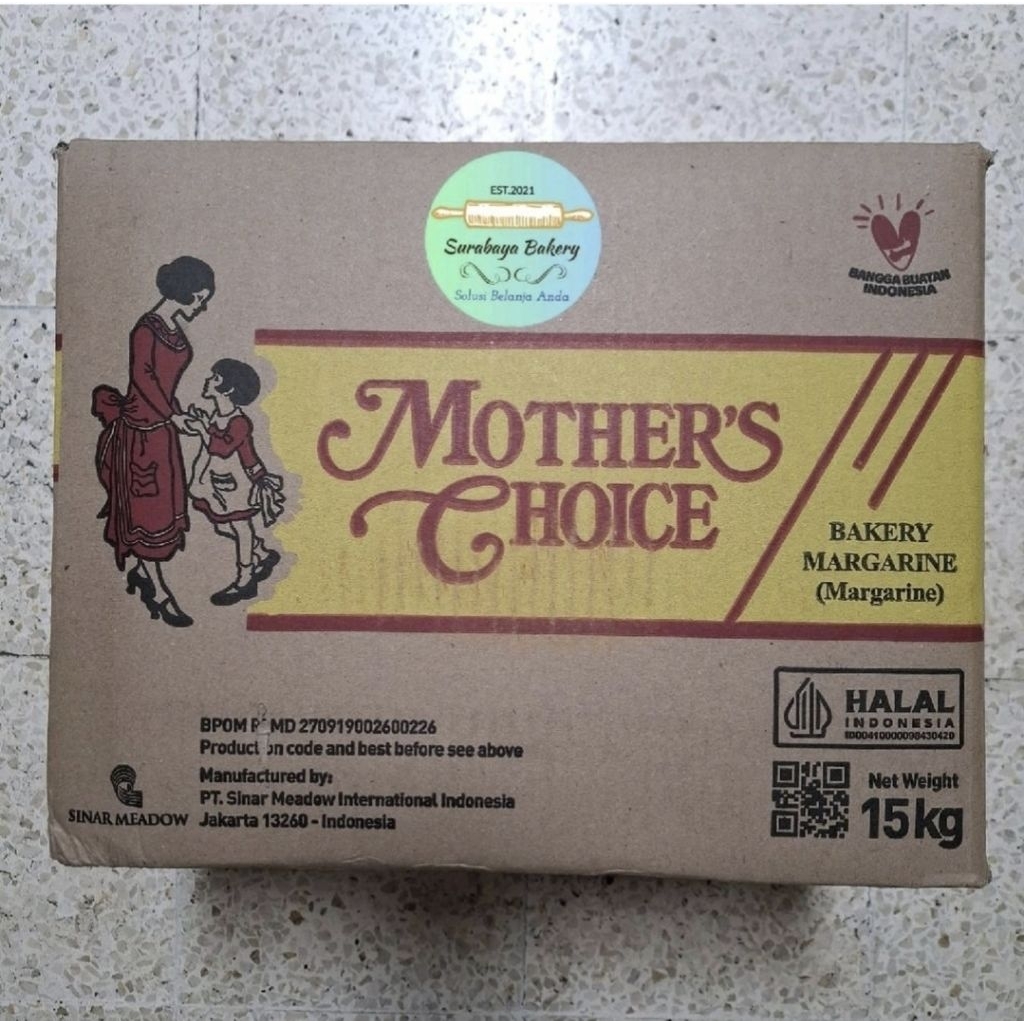 EST.2021
Surabaya Bakery
Solusi Belanja Anda
BANGGA BUATAN
INDONESIA
MOTHER'S
CHOICE
BAKERY
MARGARINE
(Margarine)
HALAL
INDONESIA
BPOM MD 270919002600226
code and best before see above
Manufactured by:
PT. Sinar Meadow International Indonesia
Jakarta 13260 - Indonesia
SINAR MEADOW
Net Weight
15kg